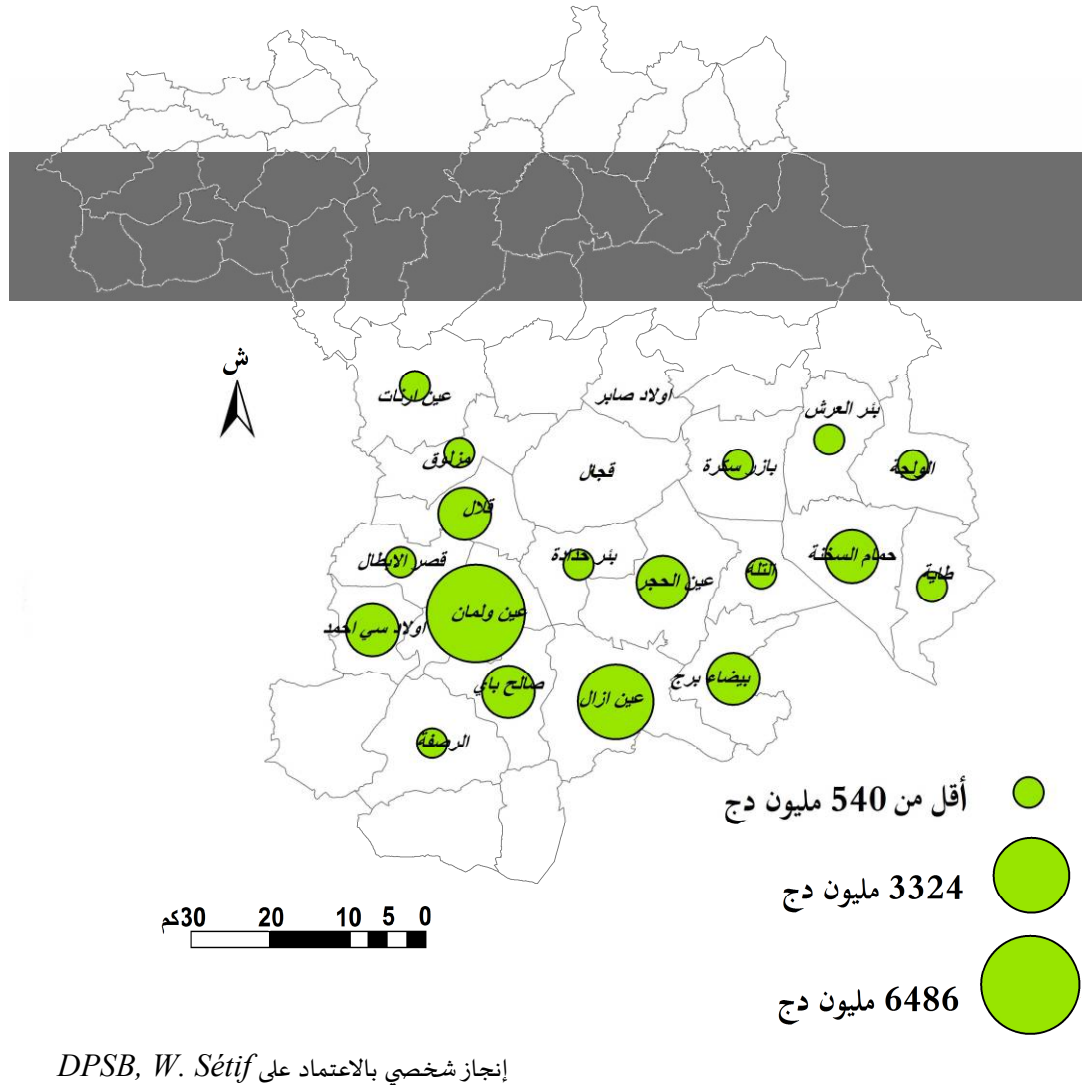 ش
عين ارنات
اولاد صابر
بئر العرش
مزلوق
قجال
بازر سكرة
الولجة
قلال
قصر الابطال
بئر حدادة
عين الحجر
التلة
حمام السخنة
طاية
عين ولمان
اولاد سي احمد
صالح باي
عين ازال
بيضاء برج
الرصفة
أقل من 540 مليون دج
3324 مليون دج
6486 مليون دج
30كم 20 10 5 0
إنجاز شخصي بالاعتماد على DPSB, W. Sétif